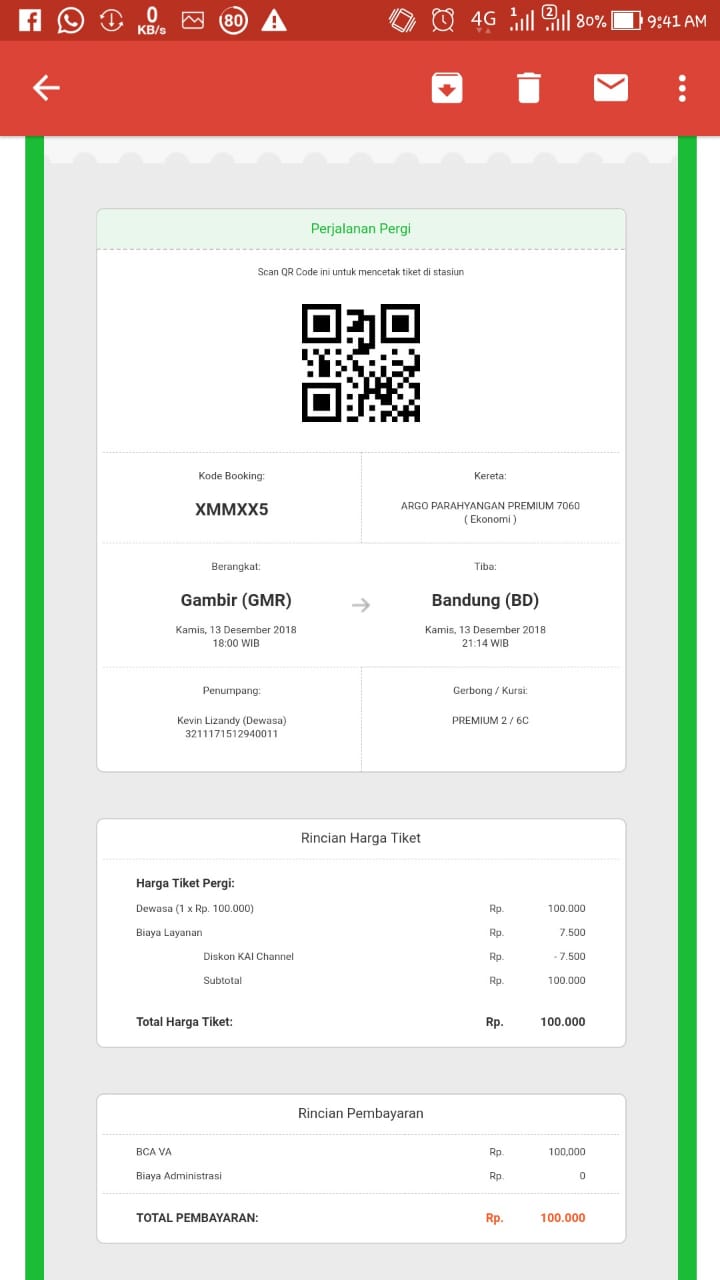 0
KB/s
80
4G
1
2
80%
9:41 AM
Perjalanan Pergi
Scan QR Code ini untuk mencetak tiket di stasiun
Kode Booking:
XMMXX5
Kereta:
ARGO PARAHYANGAN PREMIUM 7060
( Ekonomi )
Berangkat:
Gambir (GMR)
Kamis, 13 Desember 2018
18:00 WIB
Tiba:
Bandung (BD)
Kamis, 13 Desember 2018
21:14 WIB
Penumpang:
Kevin Lizandy (Dewasa)
3211171512940011
Gerbong / Kursi:
PREMIUM 2 / 6C
Rincian Harga Tiket
Harga Tiket Pergi:
Dewasa (1 x Rp. 100.000) Rp. 100.000
Biaya Layanan Rp. 7.500
Diskon KAI Channel Rp. - 7.500
Subtotal Rp. 100.000
Total Harga Tiket: Rp. 100.000
Rincian Pembayaran
BCA VA Rp. 100,000
Biaya Administrasi Rp. 0
TOTAL PEMBAYARAN: Rp. 100.000